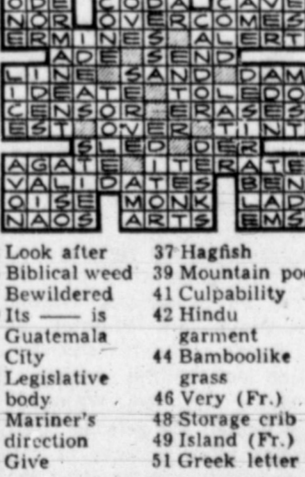 ODE CODA CAVE
NOR OVERCOMES
ERMINES ALERT
ADE SEND
LINE SAND DAM
IDEATE TOLEDO
CENSOR ERASES
EST OVER TINT
SLED DER
AGATE ITERATE
VALIDATES BEN
OISE MONK LAD
NAOS ARTS EMS
Look after
Biblical weed
Bewildered
Its —— is
Guatemala
City
Legislative
body
Mariner's
direction
Give
37 Hagfish
39 Mountain
41 Culpability
42 Hindu
garment
44 Bamboolike
grass
46 Very (Fr.)
48 Storage crib
49 Island (Fr.)
51 Greek letter